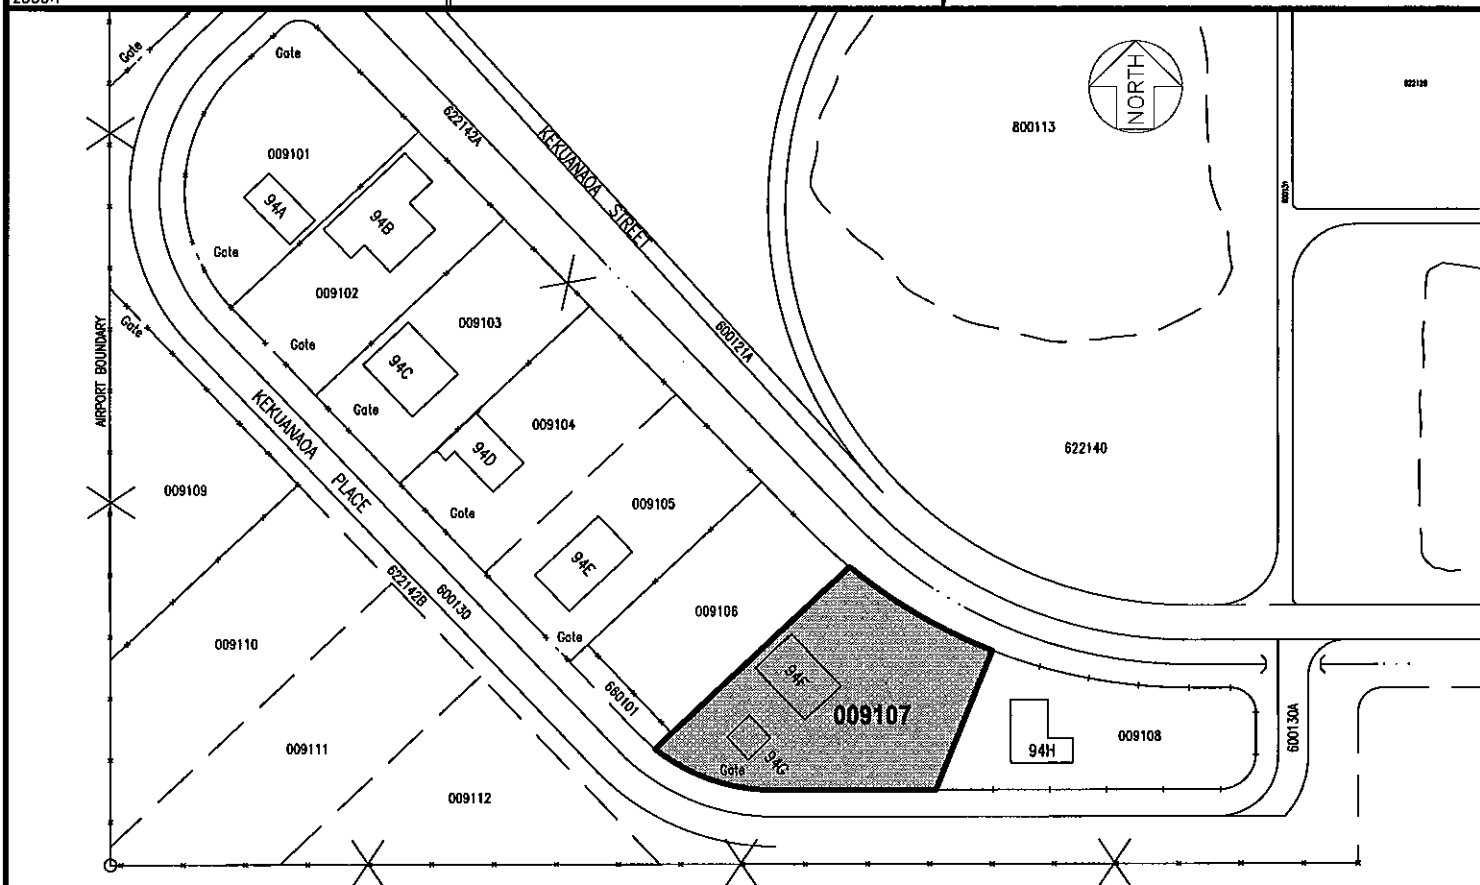 Gate
Gate
622142A
KEKUANAOA STREET
NORTH
800113
622128
009101
94A
94B
Gate
009102
009103
600121A
AIRPORT BOUNDARY
Gate
Gate
94C
Gate
KEKUANAOA PLACE
009104
94D
622140
009109
009105
Gate
94E
622142B
600130
009106
Gate
009110
660101
94F
009107
009111
94G
Gate
94H
009108
600130A
009112